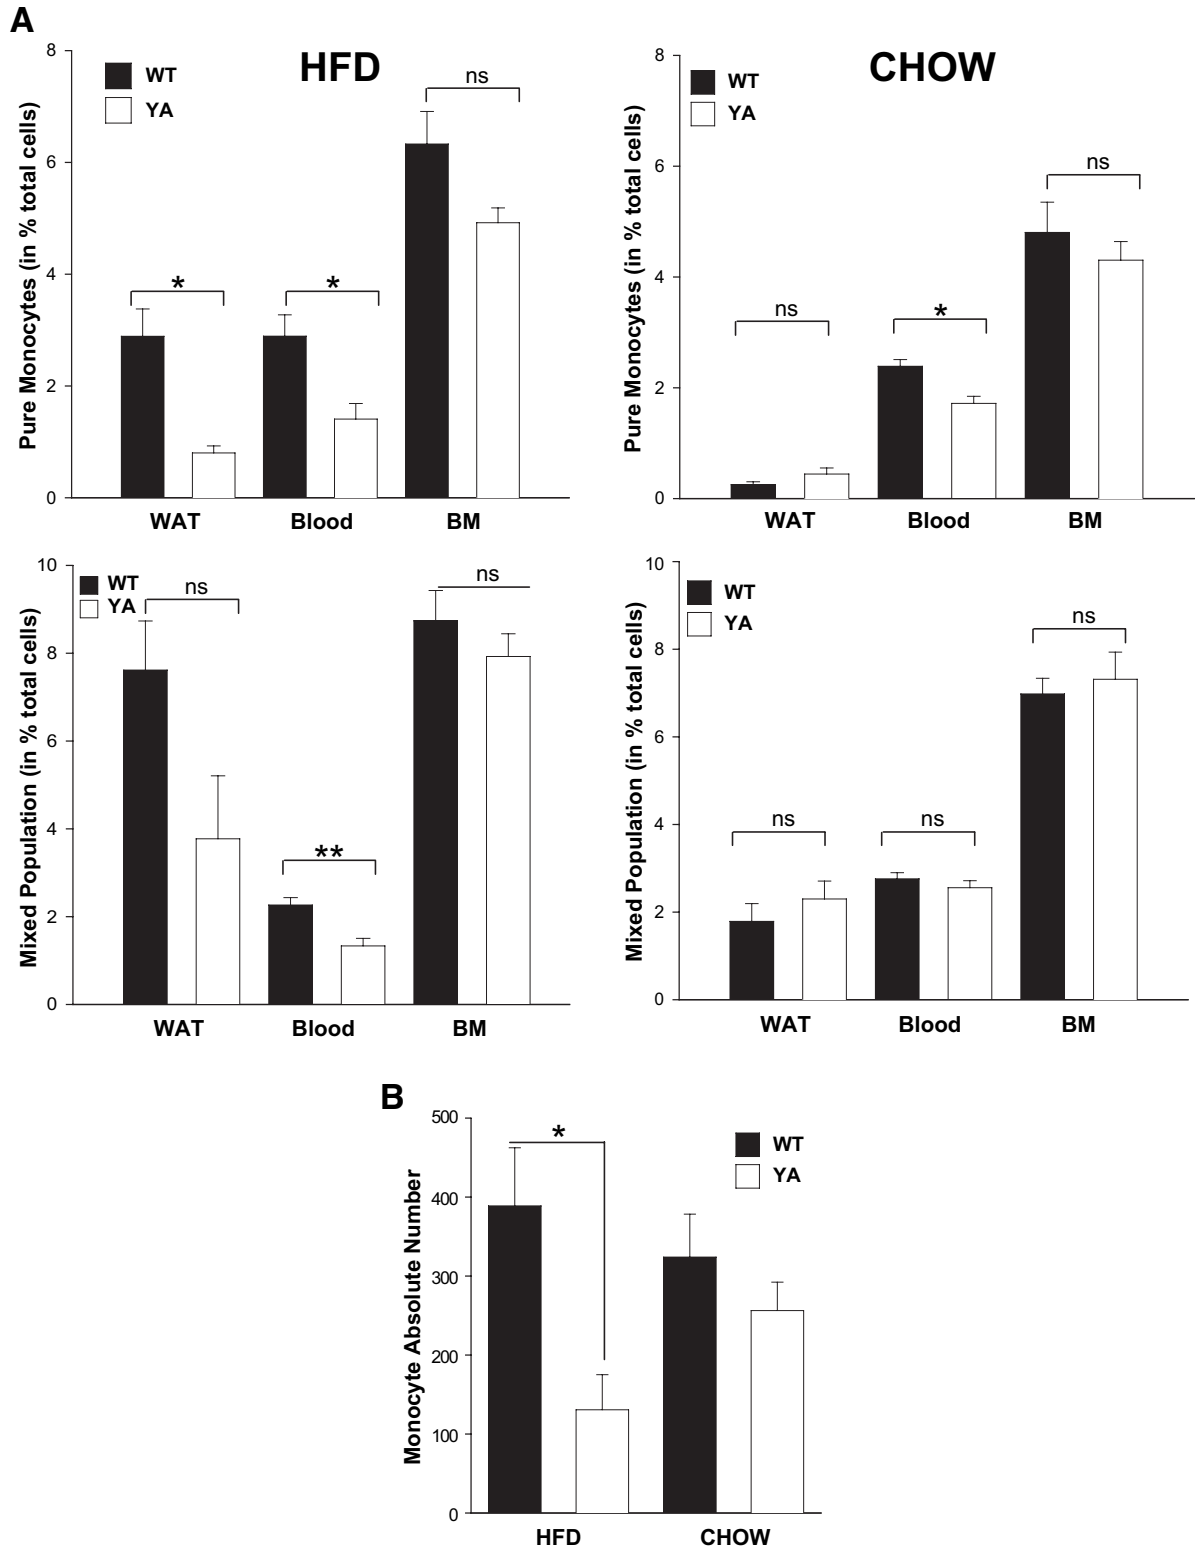 A
HFD
WT
YA
Pure Monocytes (in % total cells)
8
6
4
2
0
*
*
ns
WAT Blood BM
CHOW
WT
YA
Pure Monocytes (in % total cells)
8
6
4
2
0
ns
*
ns
WAT Blood BM
WT
YA
Mixed Population (in % total cells)
10
8
6
4
2
0
ns
**
ns
WAT Blood BM
WT
YA
Mixed Population (in % total cells)
10
8
6
4
2
0
ns
ns
ns
WAT Blood BM
B
Monocyte Absolute Number
500
400
300
200
100
0
*
WT
YA
HFD CHOW